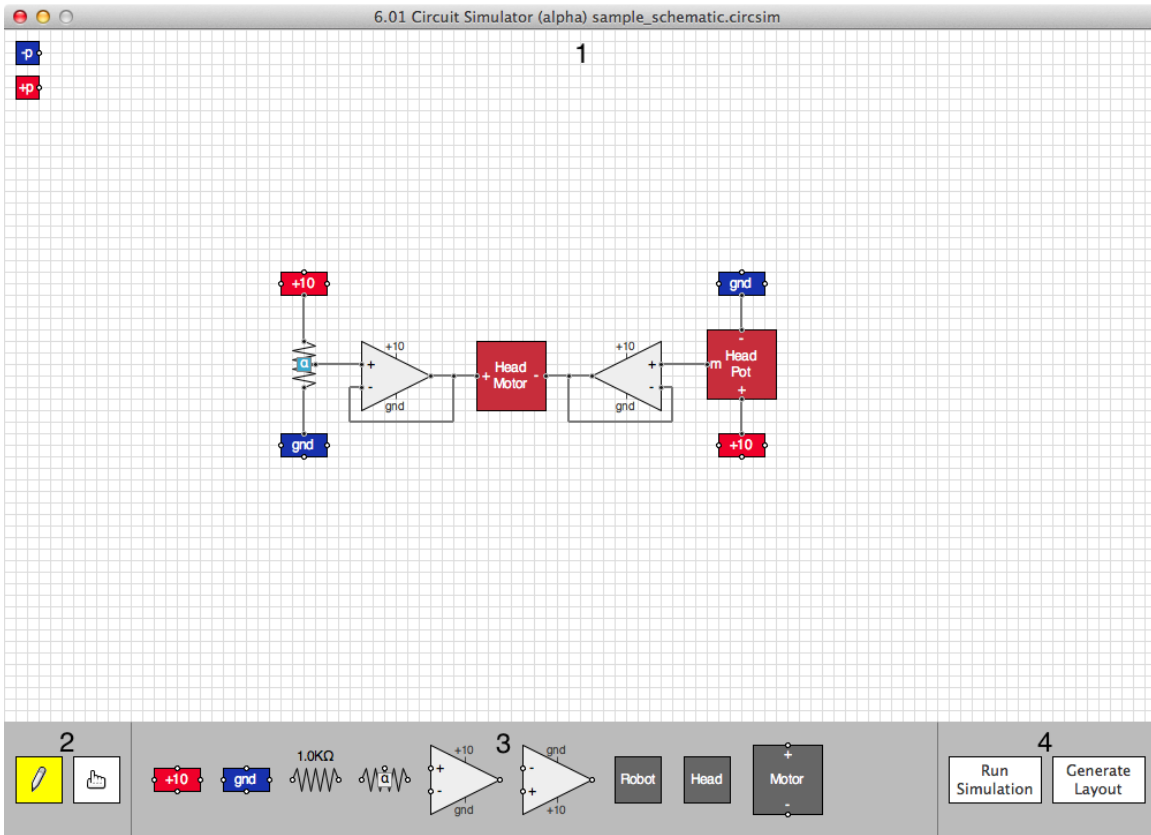 6.01 Circuit Simulator (alpha) sample_schematic.circsim
-p
1
+p
+10
gnd
+10
+10
-
α
+
Head
+
m
Head
-
+
Motor
-
-
Pot
gnd
gnd
+
gnd
+10
2
3
4
1.0KΩ
+10
gnd
+10
gnd
α
+
-
-
+
Robot
Head
+
Motor
-
Run
Simulation
Generate
Layout
gnd
+10